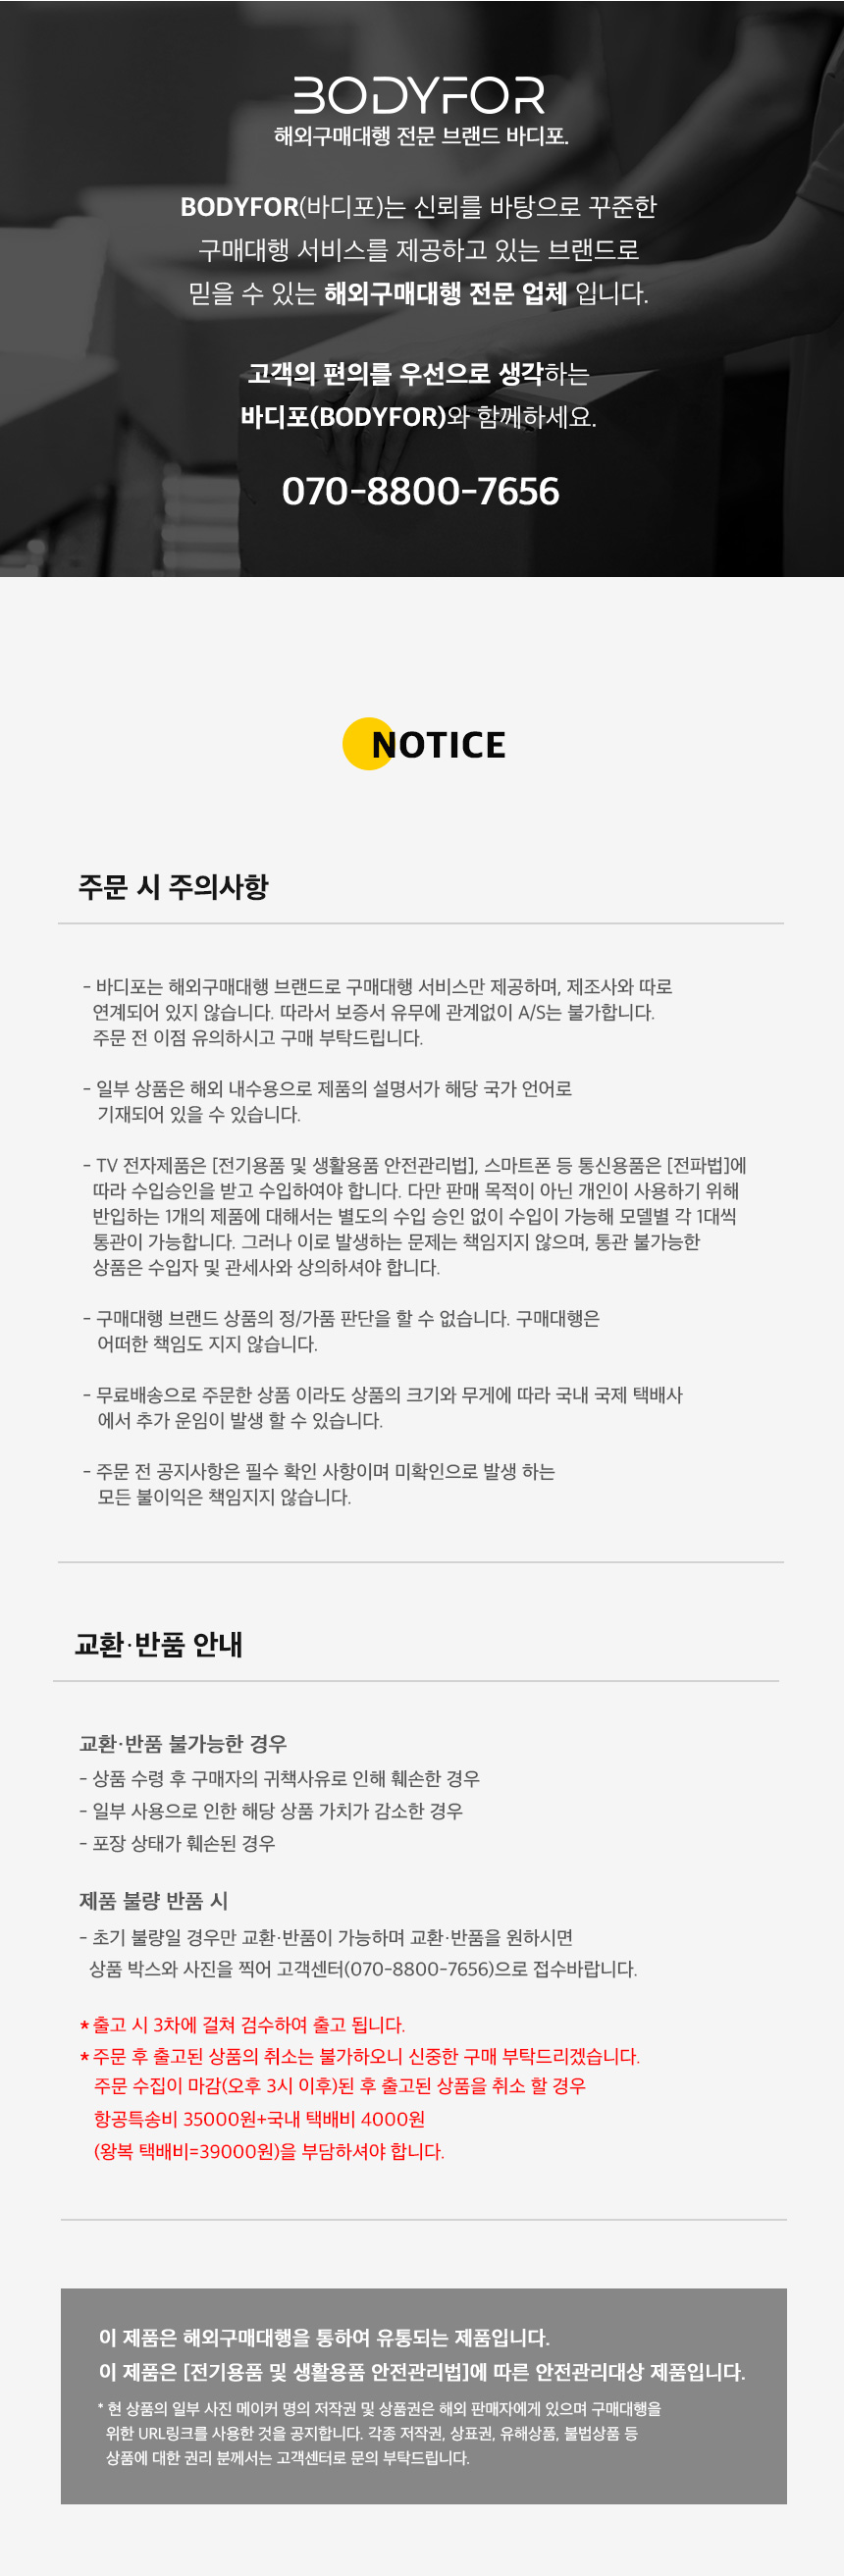 BODYFOR
해외구매대행 전문 브랜드 바디포.
BODYFOR(바디포)는 신뢰를 바탕으로 꾸준한
구매대행 서비스를 제공하고 있는 브랜드로
믿을 수 있는 해외구매대행 전문 업체 입니다.
고객의 편의를 우선으로 생각하는
바디포(BODYFOR)와 함께하세요.
070-8800-7656
NOTICE
주문 시 주의사항
- 바디포는 해외구매대행 브랜드로 구매대행 서비스만 제공하며, 제조사와 따로
연계되어 있지 않습니다. 따라서 보증서 유무에 관계없이 A/S는 불가합니다.
주문 전 이점 유의하시고 구매 부탁드립니다.
- 일부 상품은 해외 내수용으로 제품의 설명서가 해당 국가 언어로
기재되어 있을 수 있습니다.
- TV 전자제품은 [전기용품 및 생활용품 안전관리법], 스마트폰 등 통신용품은 [전파법]에
따라 수입승인을 받고 수입하여야 합니다. 다만 판매 목적이 아닌 개인이 사용하기 위해
반입하는 1개의 제품에 대해서는 별도의 수입 승인 없이 수입이 가능해 모델별 각 1대씩
통관이 가능합니다. 그러나 이로 발생하는 문제는 책임지지 않으며, 통관 불가능한
상품은 수입자 및 관세사와 상의하셔야 합니다.
- 구매대행 브랜드 상품의 정/가품 판단을 할 수 없습니다. 구매대행은
어떠한 책임도 지지 않습니다.
- 무료배송으로 주문한 상품 이라도 상품의 크기와 무게에 따라 국내 국제 택배사
에서 추가 운임이 발생 할 수 있습니다.
- 주문 전 공지사항은 필수 확인 사항이며 미확인으로 발생 하는
모든 불이익은 책임지지 않습니다.
교환·반품 안내
교환·반품 불가능한 경우
- 상품 수령 후 구매자의 귀책사유로 인해 훼손한 경우
- 일부 사용으로 인한 해당 상품 가치가 감소한 경우
- 포장 상태가 훼손된 경우
제품 불량 반품 시
- 초기 불량일 경우만 교환·반품이 가능하며 교환·반품을 원하시면
상품 박스와 사진을 찍어 고객센터(070-8800-7656)으로 접수바랍니다.
* 출고 시 3차에 걸쳐 검수하여 출고 됩니다.
* 주문 후 출고된 상품의 취소는 불가하오니 신중한 구매 부탁드리겠습니다.
주문 수집이 마감(오후 3시 이후)된 후 출고된 상품을 취소 할 경우
항공특송비 35000원+국내 택배비 4000원
(왕복 택배비=39000원)을 부담하셔야 합니다.
이 제품은 해외구매대행을 통하여 유통되는 제품입니다.
이 제품은 [전기용품 및 생활용품 안전관리법]에 따른 안전관리대상 제품입니다.
* 현 상품의 일부 사진 메이커 명의 저작권 및 상품권은 해외 판매자에게 있으며 구매대행을
위한 URL링크를 사용한 것을 공지합니다. 각종 저작권, 상표권, 유해상품, 불법상품 등
상품에 대한 권리 분께서는 고객센터로 문의 부탁드립니다.